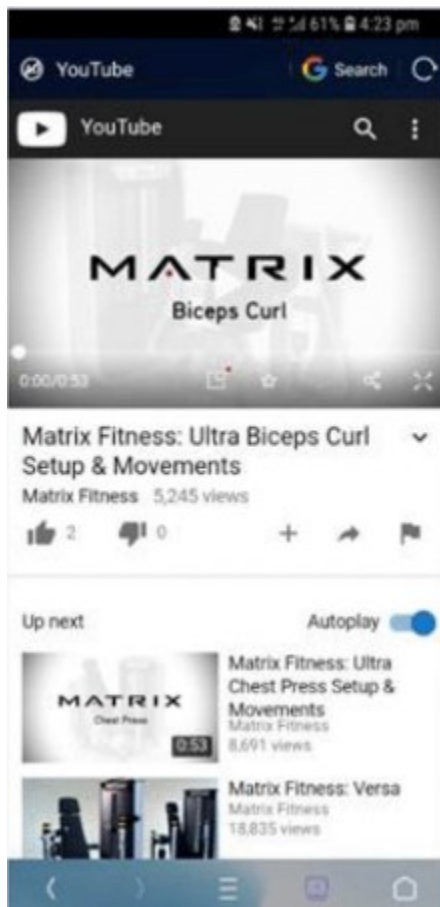 61% 4:23 pm
YouTube
Search
YouTube
MATRIX
Biceps Curl
0:00/0:53
Matrix Fitness: Ultra Biceps Curl
Setup & Movements
Matrix Fitness 5,245 views
2 0
Up next Autoplay
MATRIX
Chest Press
0:53
Matrix Fitness: Ultra
Chest Press Setup &
Movements
Matrix Fitness
8,691 views
Matrix Fitness: Versa
Matrix Fitness
18,835 views